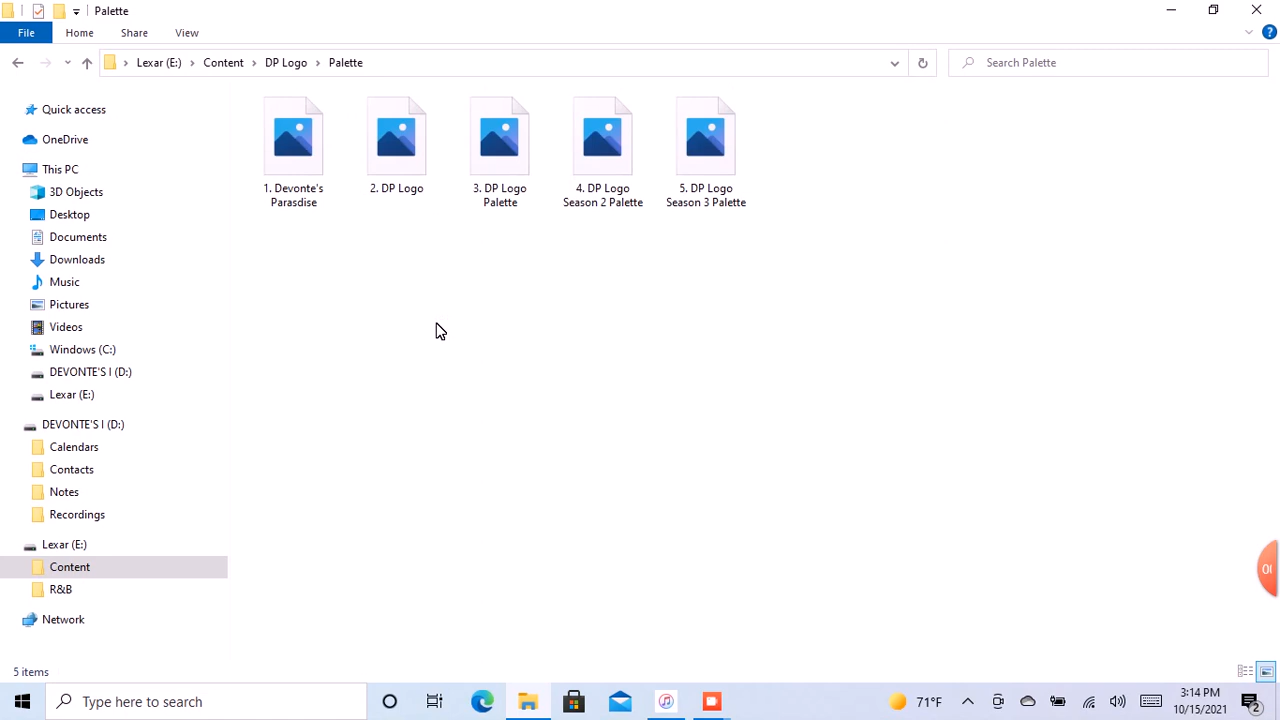 Palette
File Home Share View
Lexar (E:) Content DP Logo Palette
Search Palette
Quick access
OneDrive
This PC
3D Objects
Desktop
Documents
Downloads
Music
Pictures
Videos
Windows (C:)
DEVONTE'S I (D:)
Lexar (E:)
DEVONTE'S I (D:)
Calendars
Contacts
Notes
Recordings
Lexar (E:)
Content
R&B
Network
1. Devonte's
Parasdise
2. DP Logo
3. DP Logo
Palette
4. DP Logo
Season 2 Palette
5. DP Logo
Season 3 Palette
5 items
Type here to search
71°F
3:14 PM
10/15/2021
2